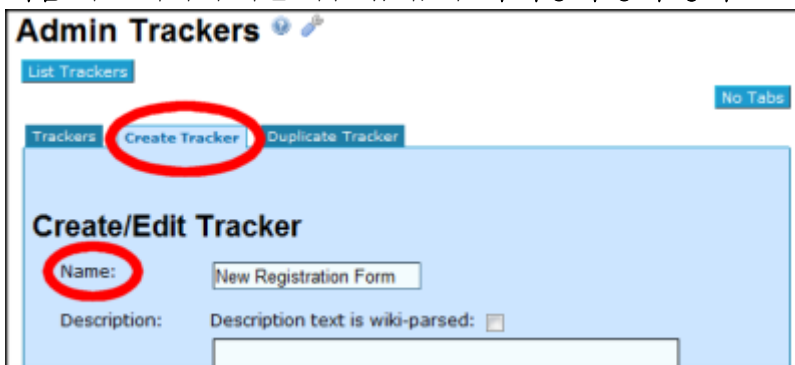 Admin Trackers
List Trackers
No Tabs
Trackers Create Tracker Duplicate Tracker
Create/Edit Tracker
Name: New Registration Form
Description: Description text is wiki-parsed: